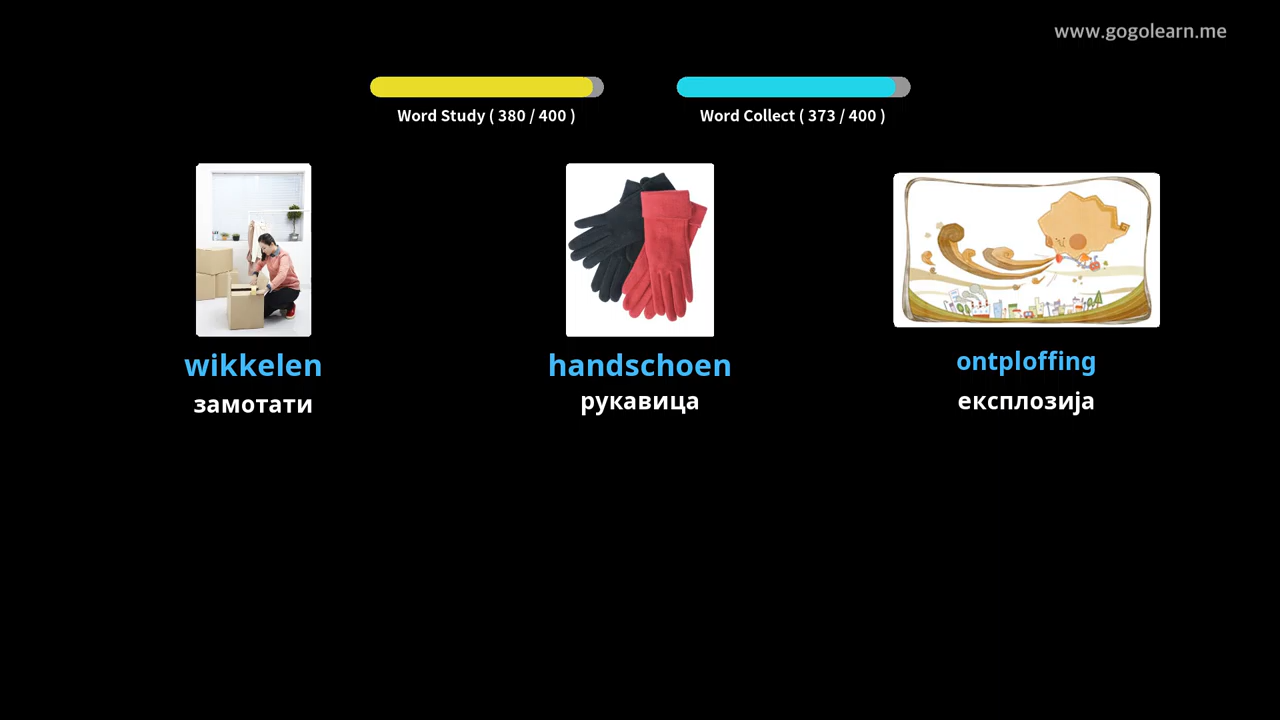 www.gogolearn.me
Word Study ( 380 / 400 )
Word Collect ( 373 / 400 )
wikkelen
замотати
handschoen
рукавица
ontploffing
експлозија